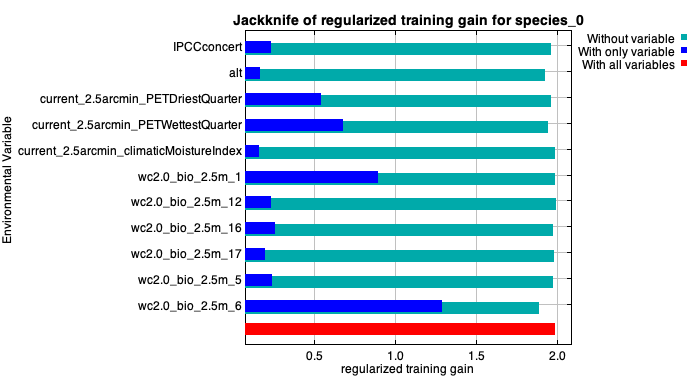 Jackknife of regularized training gain for species_0
Without variable
With only variable
With all variables
Environmental Variable
IPCCconcert
alt
current_2.5arcmin_PETDriestQuarter
current_2.5arcmin_PETWettestQuarter
current_2.5arcmin_climaticMoistureIndex
wc2.0_bio_2.5m_1
wc2.0_bio_2.5m_12
wc2.0_bio_2.5m_16
wc2.0_bio_2.5m_17
wc2.0_bio_2.5m_5
wc2.0_bio_2.5m_6
0.5 1.0 1.5 2.0
regularized training gain